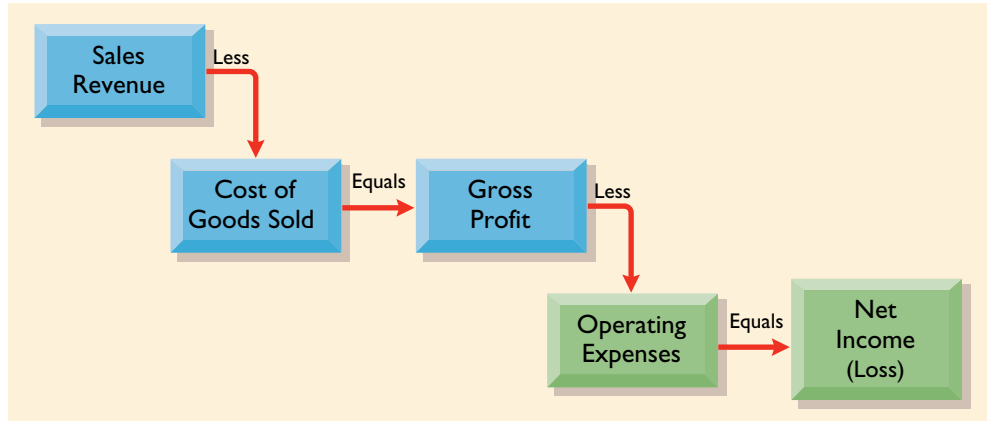 Sales
Revenue
Less
Cost of
Goods Sold
Equals
Gross
Profit
Less
Operating
Expenses
Equals
Net
Income
(Loss)